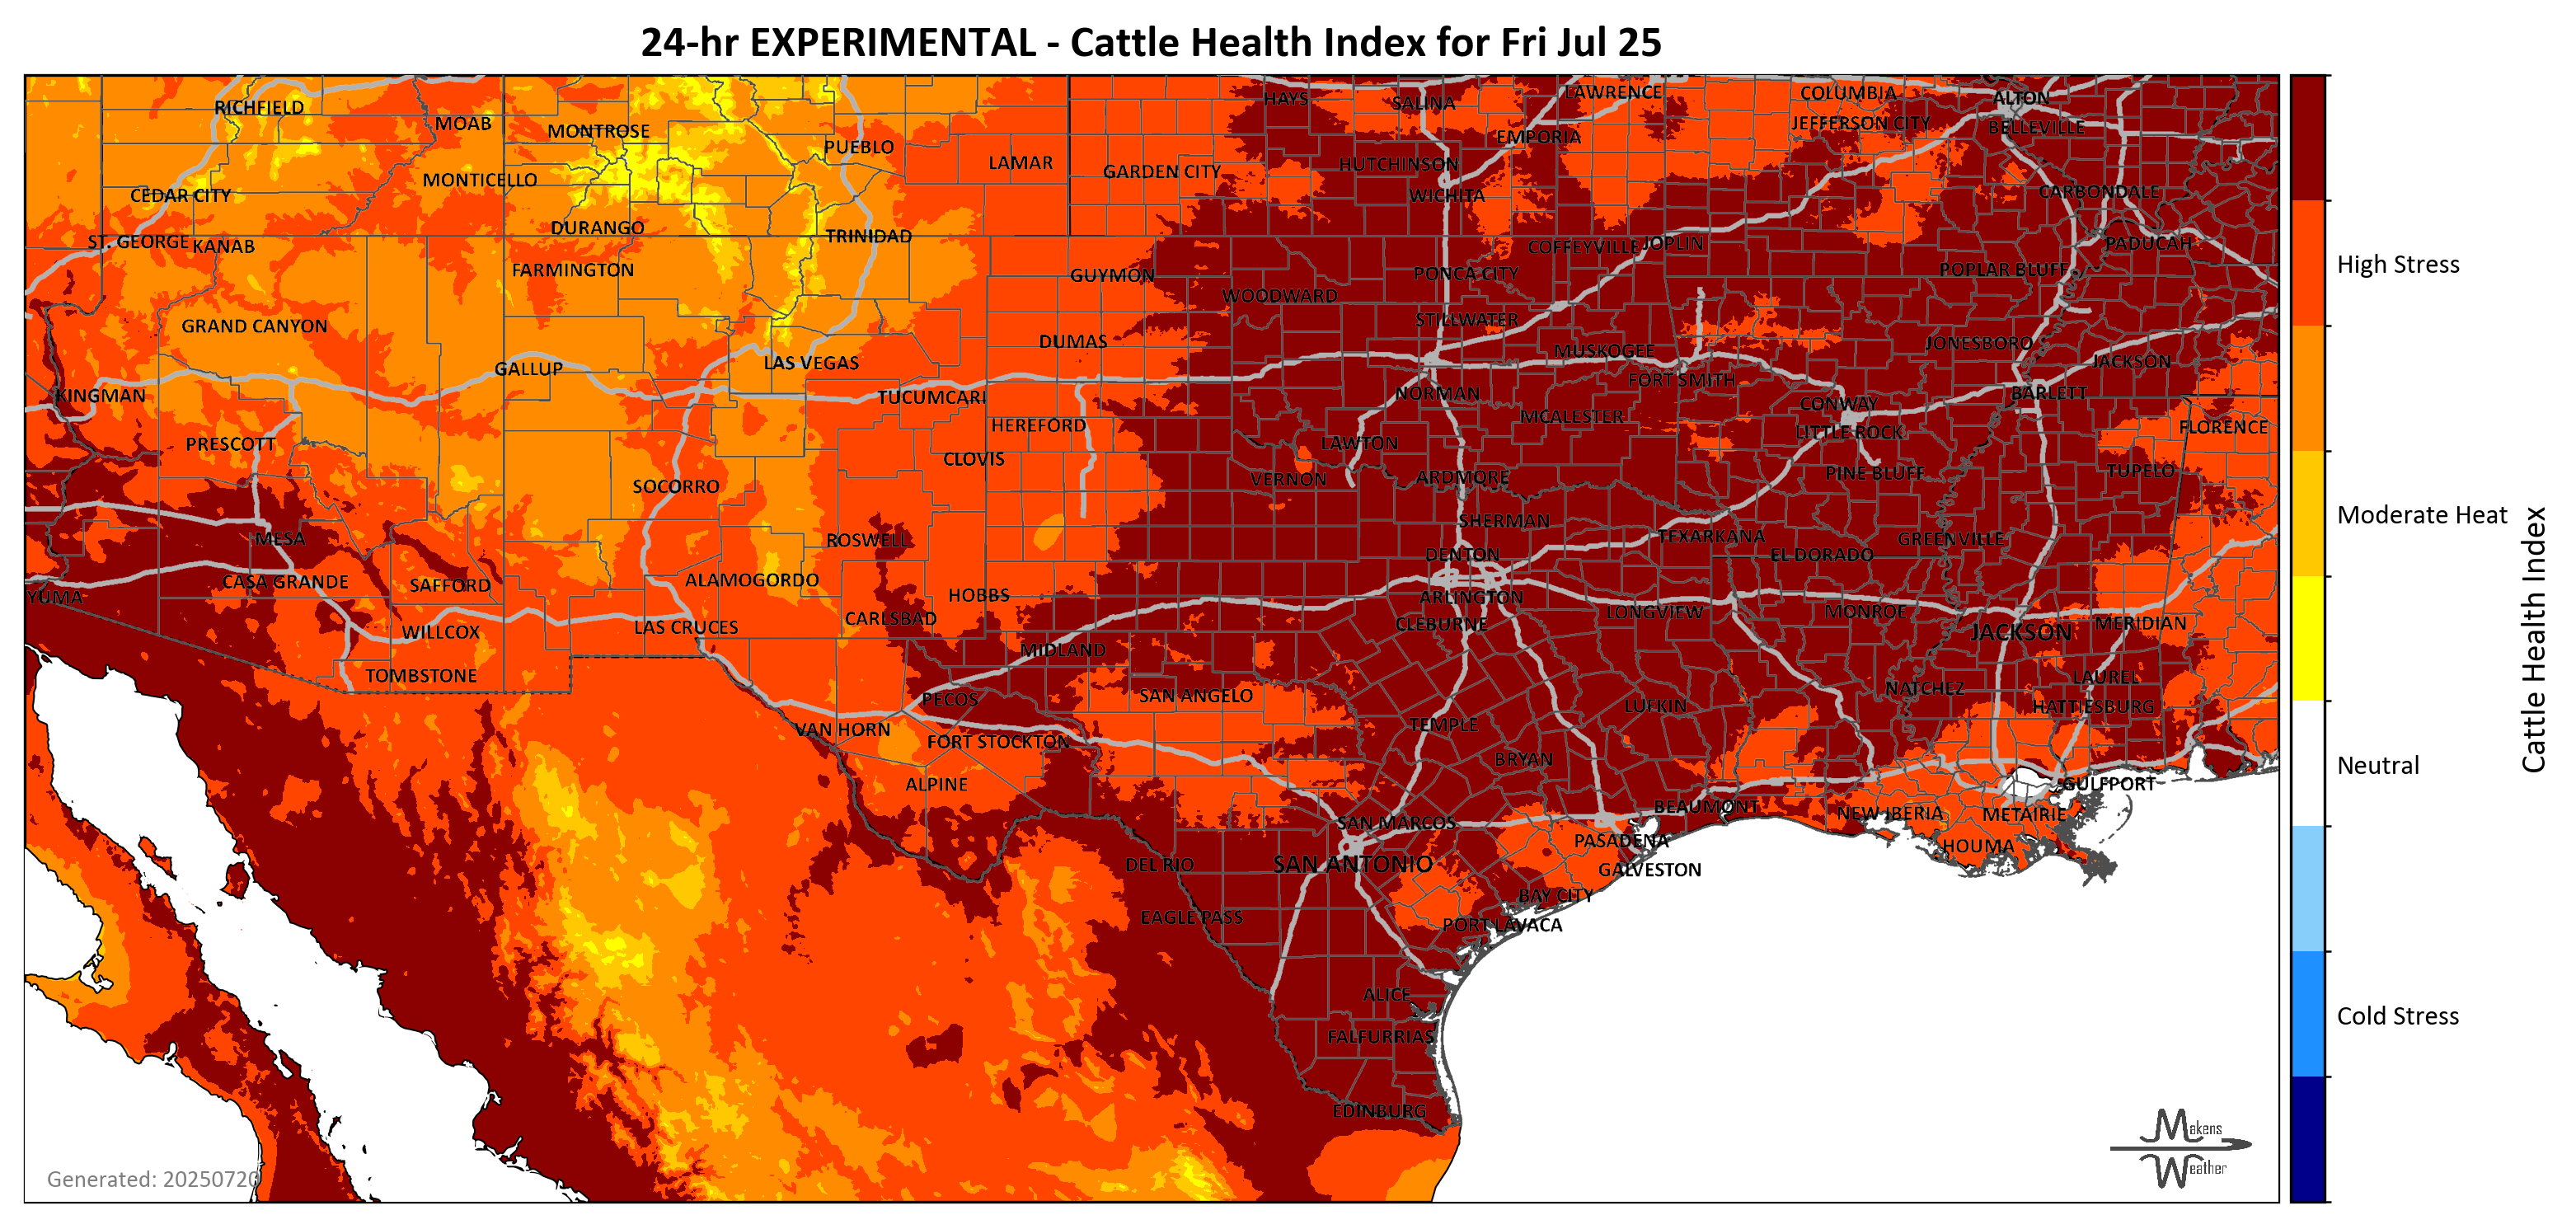 24-hr EXPERIMENTAL - Cattle Health Index for Fri Jul 25
RICHFIELD
MOAB
MONTROSE
PUEBLO
LAMAR
GARDEN CITY
HAYS
SALINA
LAWRENCE
COLUMBIA
ALTON
EMPORIA
JEFFERSON CITY
BELLEVILLE
CEDAR CITY
MONTICELLO
HUTCHINSON
WICHITA
CARBONDALE
ST. GEORGE
KANAB
DURANGO
TRINIDAD
COFFEYVILLE
JOPLIN
PADUCAH
FARMINGTON
GUYMON
PONCA CITY
POPLAR BLUFF
WOODWARD
GRAND CANYON
STILLWATER
DUMAS
MUSKOGEE
JONESBORO
GALLUP
LAS VEGAS
FORT SMITH
JACKSON
KINGMAN
TUCUMCARI
NORMAN
CONWAY
BARLETT
PRESCOTT
HEREFORD
MCALESTER
LITTLE ROCK
FLORENCE
CLOVIS
LAWTON
SOCORRO
VERNON
ARDMORE
PINE BLUFF
TUPELO
MESA
ROSWELL
SHERMAN
TEXARKANA
GREENVILLE
DENTON
EL DORADO
CASA GRANDE
SAFFORD
ALAMOGORDO
YUMA
CARLSBAD
HOBBS
ARLINGTON
LONGVIEW
MONROE
WILLCOX
LAS CRUCES
CLEBURNE
JACKSON
MERIDIAN
MIDLAND
TOMBSTONE
PECOS
SAN ANGELO
NATCHEZ
LAUREL
LUFKIN
HATTIESBURG
VAN HORN
FORT STOCKTON
TEMPLE
BRYAN
ALPINE
GULFPORT
SAN MARCOS
BEAUMONT
NEW IBERIA
METAIRIE
PASADENA
HOUMA
DEL RIO
SAN ANTONIO
GALVESTON
BAY CITY
EAGLE PASS
PORT LAVACA
ALICE
FALFURRIAS
EDINBURG
Generated: 20250720
Makens
Weather
High Stress
Moderate Heat
Neutral
Cold Stress
Cattle Health Index